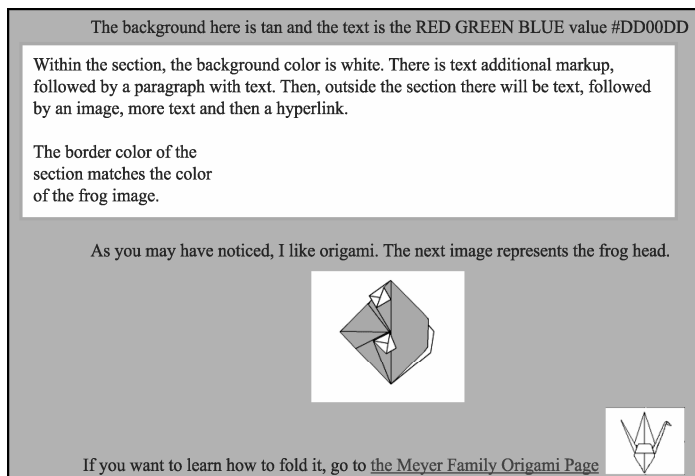 The background here is tan and the text is the RED GREEN BLUE value #DD00DD
Within the section, the background color is white. There is text additional markup,
followed by a paragraph with text. Then, outside the section there will be text, followed
by an image, more text and then a hyperlink.
The border color of the
section matches the color
of the frog image.
As you may have noticed, I like origami. The next image represents the frog head.
If you want to learn how to fold it, go to the Meyer Family Origami Page